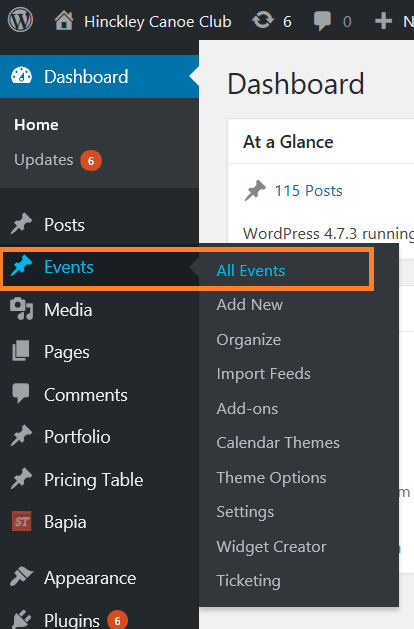 Hinckley Canoe Club 6 0 N
Dashboard
Home
Updates 6
Posts
Events
Media
Pages
Comments
Portfolio
Pricing Table
ST Bapia
Appearance
Plugins 6
All Events
Add New
Organize
Import Feeds
Add-ons
Calendar Themes
Theme Options
Settings
Widget Creator
Ticketing
Dashboard
At a Glance
115 Posts
WordPress 4.7.3 running
m